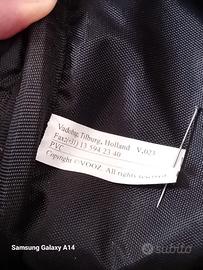 Vadobag Tilburg, Holland V.023
Fax:(31) 13 594 23 40
PVC
Copyright ©VOOZ All rights reserved
subito
Samsung Galaxy A14